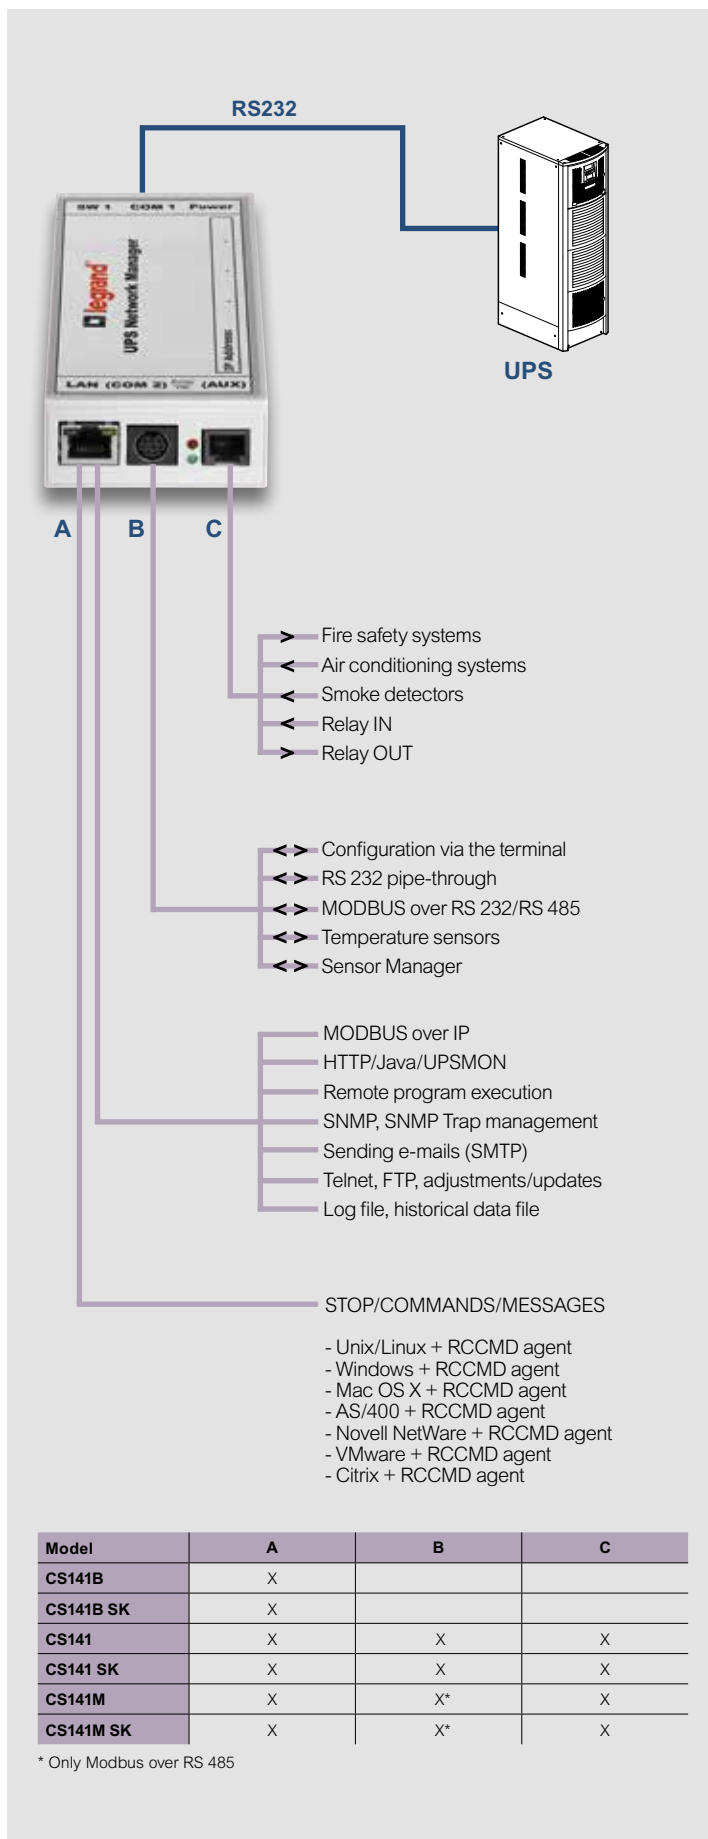 RS232
SW 1 COM 1 Power
legrand
UPS Network Manager
IP Address:
LAN (COM 2) (AUX)
UPS
A
B
C
> Fire safety systems
< Air conditioning systems
< Smoke detectors
< Relay IN
> Relay OUT
< > Configuration via the terminal
< > RS 232 pipe-through
< > MODBUS over RS 232/RS 485
< > Temperature sensors
< > Sensor Manager
MODBUS over IP
HTTP/Java/UPSMON
Remote program execution
SNMP, SNMP Trap management
Sending e-mails (SMTP)
Telnet, FTP, adjustments/updates
Log file, historical data file
STOP/COMMANDS/MESSAGES
- Unix/Linux + RCCMD agent
- Windows + RCCMD agent
- Mac OS X + RCCMD agent
- AS/400 + RCCMD agent
- Novell NetWare + RCCMD agent
- VMware + RCCMD agent
- Citrix + RCCMD agent
Model A B C
CS141B X
CS141B SK X
CS141 X X X
CS141 SK X X X
CS141M X X* X
CS141M SK X X* X
* Only Modbus over RS 485